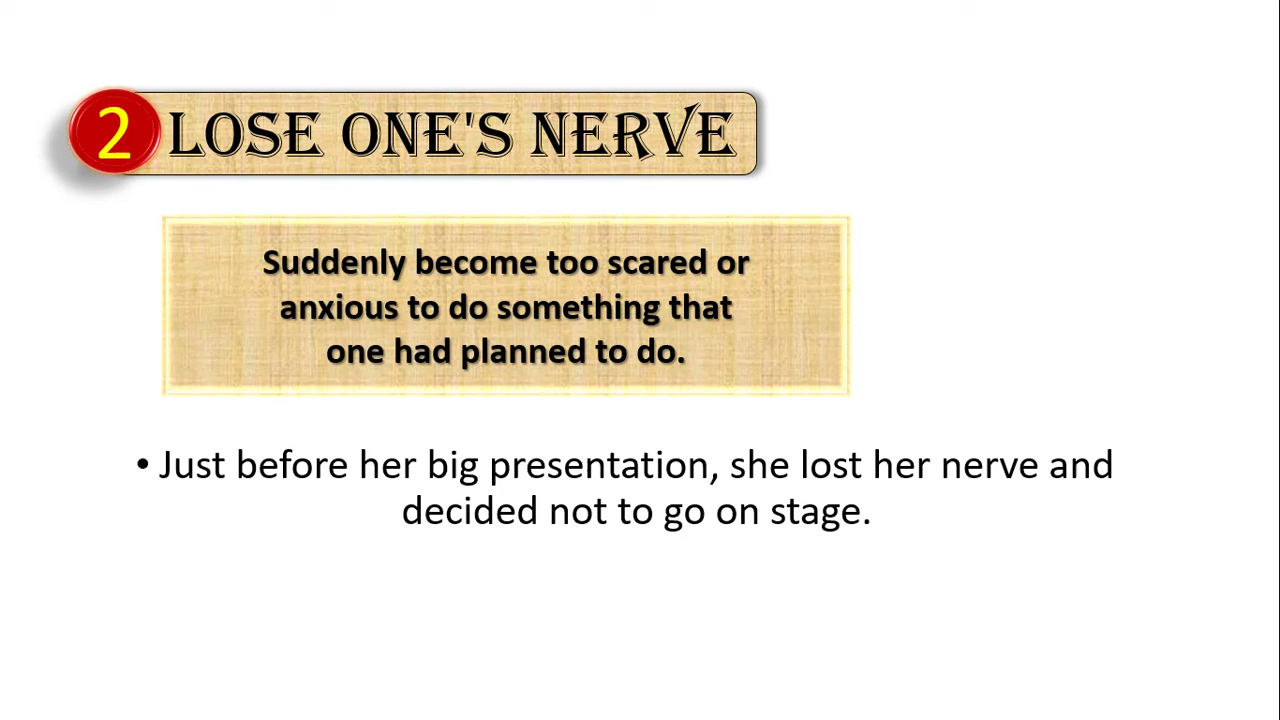 2 LOSE ONE'S NERVE
Suddenly become too scared or
anxious to do something that
one had planned to do.
• Just before her big presentation, she lost her nerve and
decided not to go on stage.